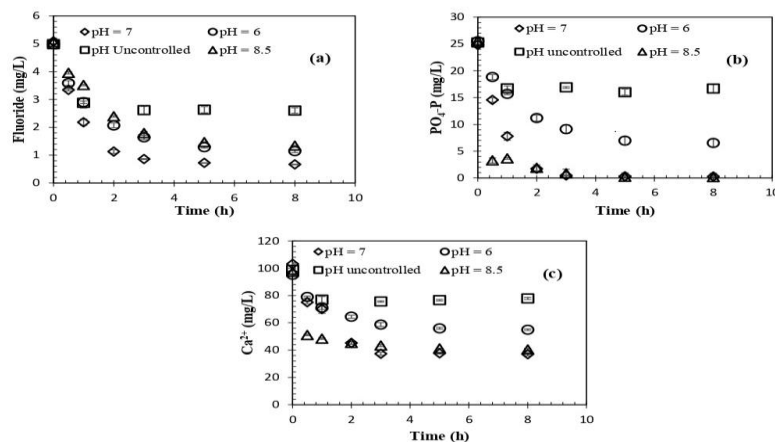 pH = 7
pH = 6
pH Uncontrolled
pH = 8.5
(a)
Fluoride (mg/L)
6
5
4
3
2
1
0
0
2
4
6
8
10
Time (h)
pH = 7
pH = 6
pH uncontrolled
pH = 8.5
(b)
PO₄-P (mg/L)
30
25
20
15
10
5
0
0
2
4
6
8
10
Time (h)
pH = 7
pH = 6
pH uncontrolled
pH = 8.5
(c)
Ca²⁺ (mg/L)
120
100
80
60
40
20
0
0
2
4
6
8
10
Time (h)